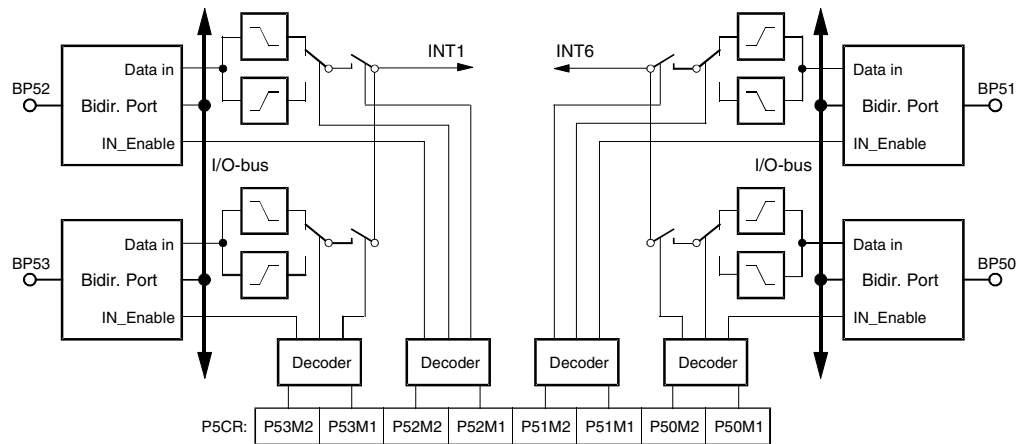 INT1 INT6
Data in Data in
BP52 BP51
Bidir. Port Bidir. Port
IN_Enable IN_Enable
I/O-bus I/O-bus
Data in Data in
BP53 BP50
Bidir. Port Bidir. Port
IN_Enable IN_Enable
Decoder Decoder Decoder Decoder
P5CR: P53M2 P53M1 P52M2 P52M1 P51M2 P51M1 P50M2 P50M1